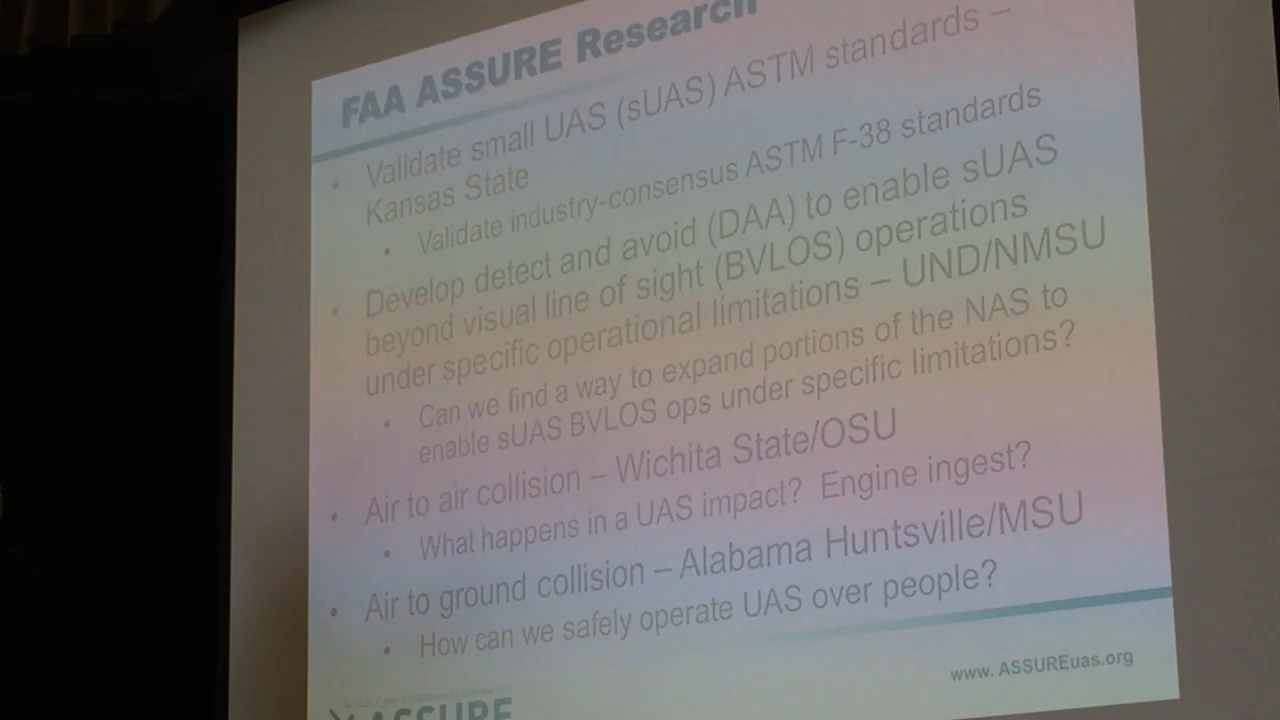 FAA ASSURE Research
• Validate small UAS (sUAS) ASTM standards –
Kansas State
• Validate industry-consensus ASTM F-38 standards
• Develop detect and avoid (DAA) to enable sUAS
beyond visual line of sight (BVLOS) operations
under specific operational limitations – UND/NMSU
• Can we find a way to expand portions of the NAS to
enable sUAS BVLOS ops under specific limitations?
• Air to air collision – Wichita State/OSU
• What happens in a UAS impact? Engine ingest?
• Air to ground collision – Alabama Huntsville/MSU
• How can we safely operate UAS over people?
www. ASSUREuas.org
ASSURE